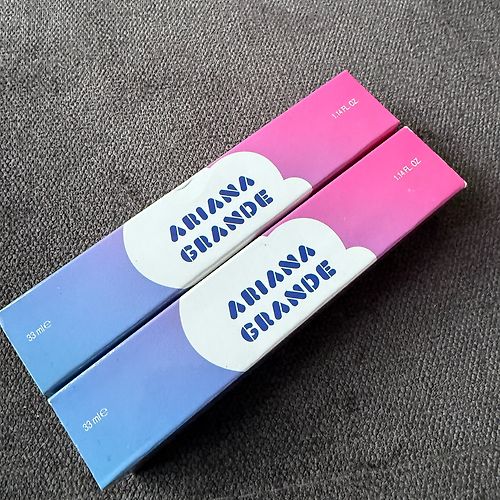 1.14 FL. OZ.
ARIANA
GRANDE
33 ml ℮
1.14 FL. OZ.
ARIANA
GRANDE
33 ml ℮